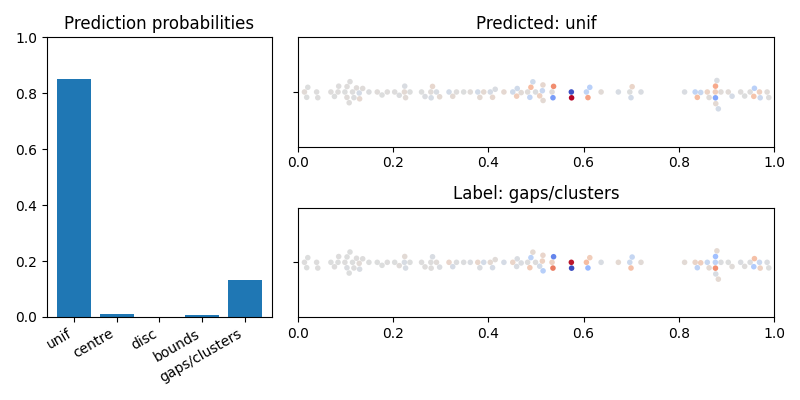 Prediction probabilities
1.0
0.8
0.6
0.4
0.2
0.0
unif
centre
disc
bounds
gaps/clusters
Predicted: unif
0.0 0.2 0.4 0.6 0.8 1.0
Label: gaps/clusters
0.0 0.2 0.4 0.6 0.8 1.0